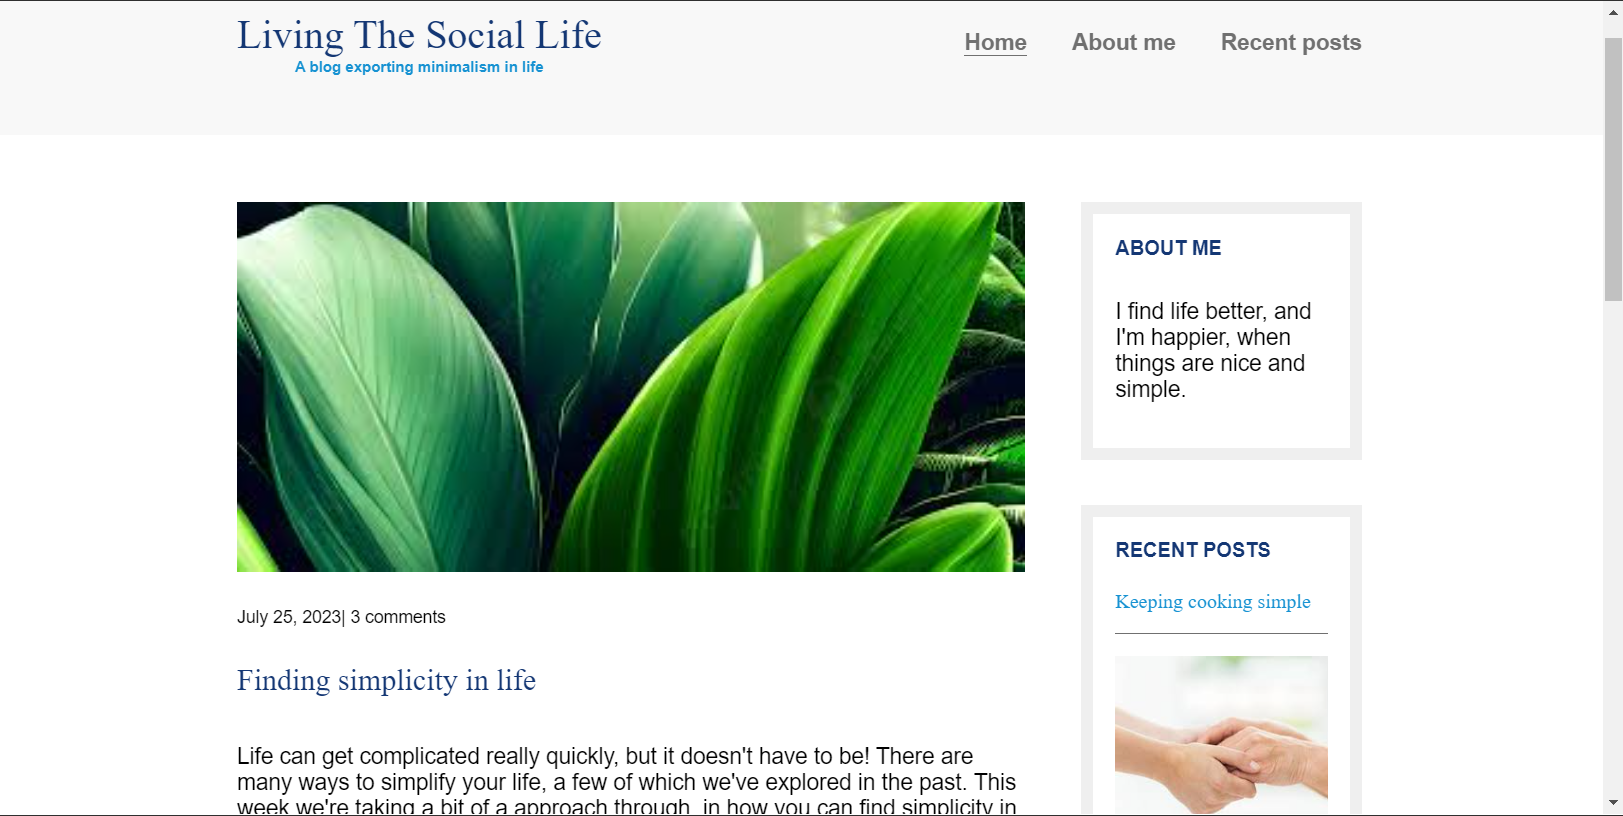 Living The Social Life
A blog exporting minimalism in life
Home About me Recent posts
July 25, 2023| 3 comments
Finding simplicity in life
Life can get complicated really quickly, but it doesn't have to be! There are
many ways to simplify your life, a few of which we've explored in the past. This
week we're taking a bit of a approach through, in how you can find simplicity in
ABOUT ME
I find life better, and
I'm happier, when
things are nice and
simple.
RECENT POSTS
Keeping cooking simple